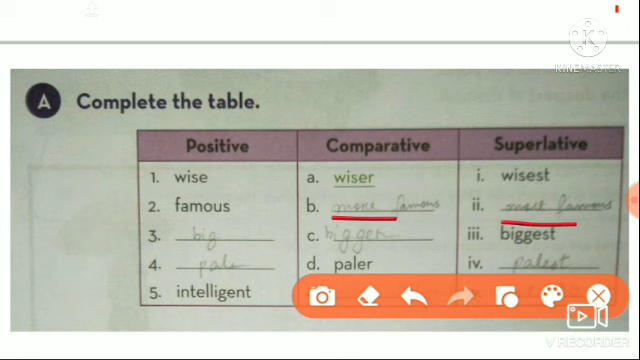 KINEMASTER
A Complete the table.
Positive Comparative Superlative
1. wise a. wiser i. wisest
2. famous b. more famous ii. most famous
3. big c. bigger iii. biggest
4. pale d. paler iv. palest
5. intelligent
V RECORDER